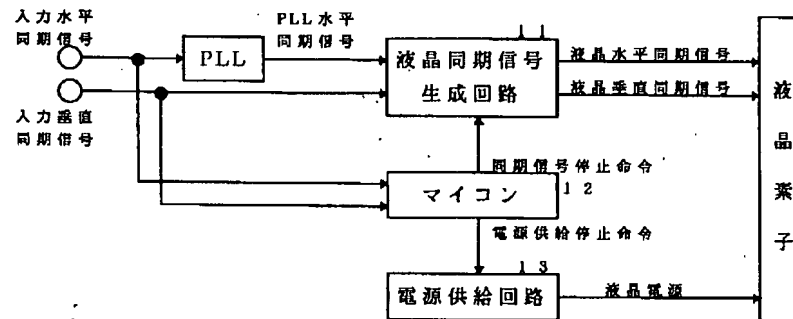 入力水平
同期信号
PLL水平
同期信号
PLL
液晶同期信号
生成回路
11
液晶水平同期信号
液晶垂直同期信号
入力垂直
同期信号
液晶素子
同期信号停止命令
マイコン
12
電源供給停止命令
13
電源供給回路
液晶電源